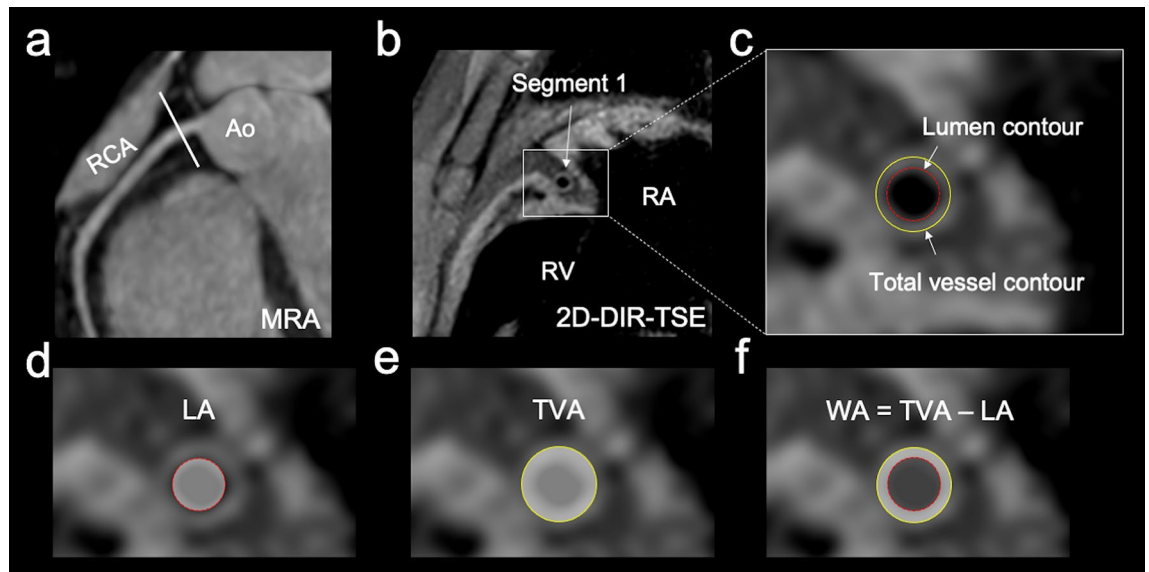 a
RCA
Ao
MRA
b
Segment 1
RA
RV
2D-DIR-TSE
c
Lumen contour
Total vessel contour
d
LA
e
TVA
f
WA = TVA – LA